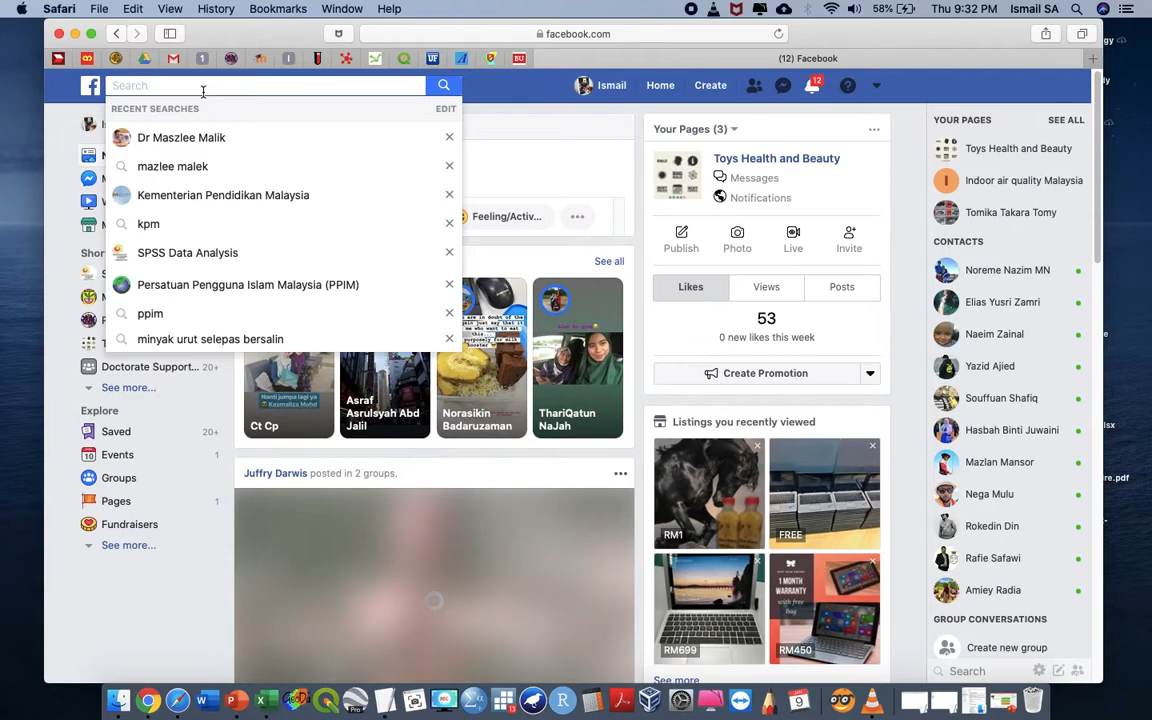 Safari File Edit View History Bookmarks Window Help 58% Thu 9:32 PM Ismail SA
facebook.com
(12) Facebook
Search
Ismail Home Create 12
RECENT SEARCHES EDIT
Dr Maszlee Malik
mazlee malek
Kementerian Pendidikan Malaysia
kpm
SPSS Data Analysis
Persatuan Pengguna Islam Malaysia (PPIM)
ppim
minyak urut selepas bersalin
Shor
Doctorate Support... 20+
See more...
Explore
Saved 20+
Events 1
Groups
Pages 1
Fundraisers
See more...
Feeling/Activ...
See all
Ct Cp
Asraf
Asrulsyah Abd
Jalil
Norasikin
Badaruzaman
ThariQatun
NaJah
Juffry Darwis posted in 2 groups.
Your Pages (3)
Toys Health and Beauty
Messages
Notifications
Publish Photo Live Invite
Likes Views Posts
53
0 new likes this week
Create Promotion
Listings you recently viewed
RM1
FREE
RM699
1 MONTH
WARRANTY
with free
Bag
RM450
See more
YOUR PAGES SEE ALL
Toys Health and Beauty
Indoor air quality Malaysia
Tomika Takara Tomy
CONTACTS
Noreme Nazim MN
Elias Yusri Zamri
Naeim Zainal
Yazid Ajied
Souffuan Shafiq
Hasbah Binti Juwaini
Mazlan Mansor
Nega Mulu
Rokedin Din
Rafie Safawi
Amiey Radia
GROUP CONVERSATIONS
Create new group
Search